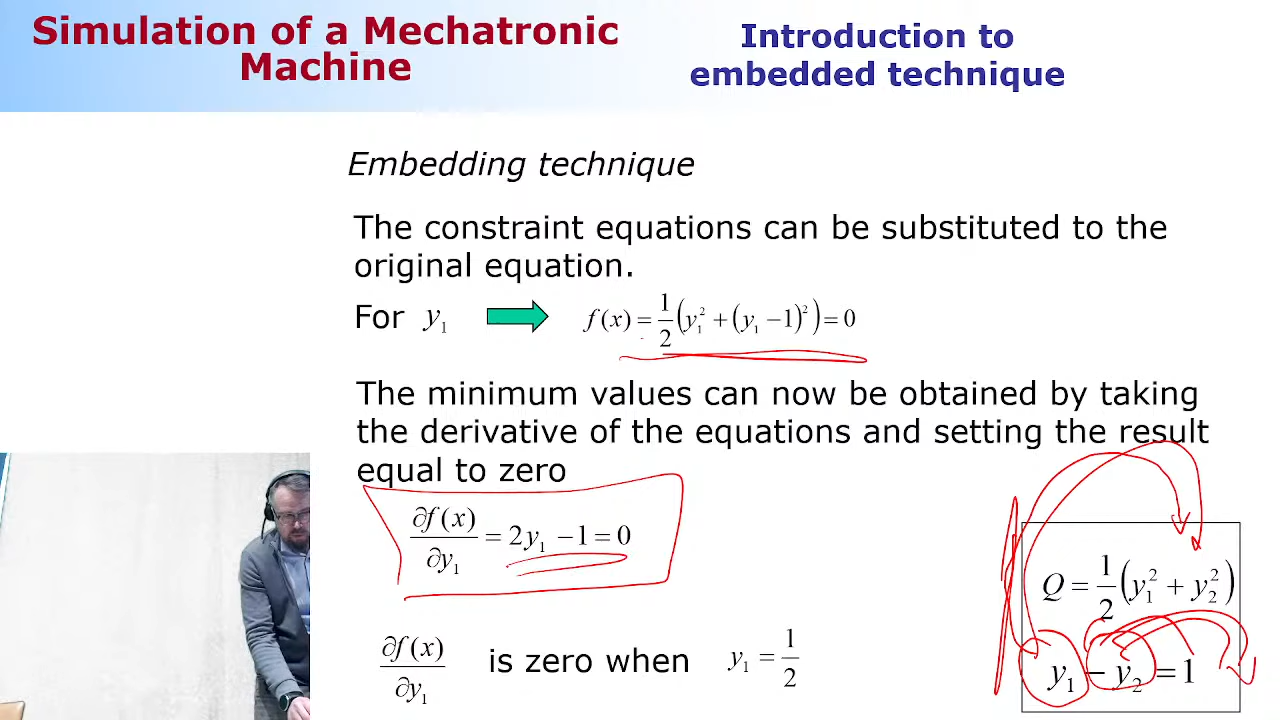 Simulation of a Mechatronic
Machine
Introduction to
embedded technique
Embedding technique
The constraint equations can be substituted to the
original equation.
For y₁ f(x) = 1/2 (y₁² + (y₁ − 1)²) = 0
The minimum values can now be obtained by taking
the derivative of the equations and setting the result
equal to zero
∂f(x)/∂y₁ = 2y₁ − 1 = 0
∂f(x)/∂y₁ is zero when y₁ = 1/2
Q = 1/2 (y₁² + y₂²)
y₁ − y₂ = 1